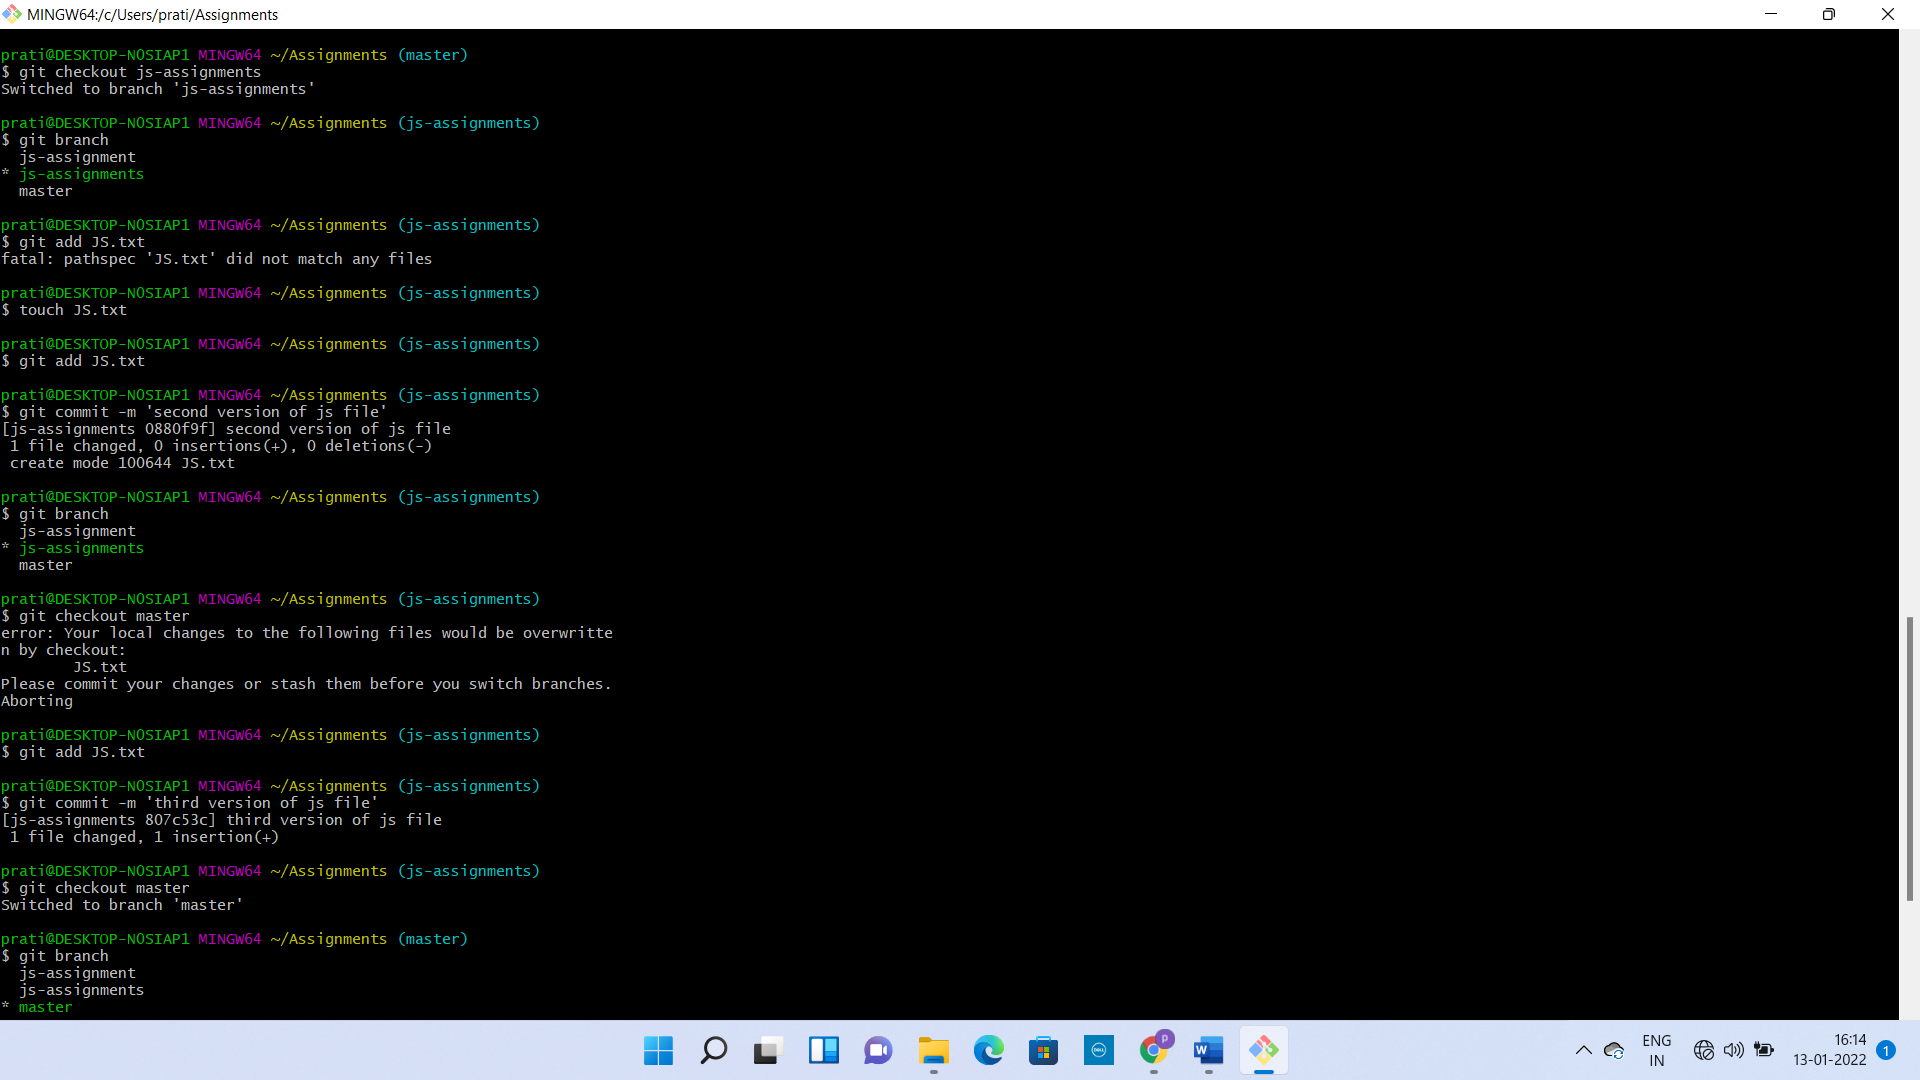 MINGW64:/c/Users/prati/Assignments
prati@DESKTOP-NOSIAP1 MINGW64 ~/Assignments (master)
$ git checkout js-assignments
Switched to branch 'js-assignments'
prati@DESKTOP-NOSIAP1 MINGW64 ~/Assignments (js-assignments)
$ git branch
  js-assignment
* js-assignments
  master
prati@DESKTOP-NOSIAP1 MINGW64 ~/Assignments (js-assignments)
$ git add JS.txt
fatal: pathspec 'JS.txt' did not match any files
prati@DESKTOP-NOSIAP1 MINGW64 ~/Assignments (js-assignments)
$ touch JS.txt
prati@DESKTOP-NOSIAP1 MINGW64 ~/Assignments (js-assignments)
$ git add JS.txt
prati@DESKTOP-NOSIAP1 MINGW64 ~/Assignments (js-assignments)
$ git commit -m 'second version of js file'
[js-assignments 0880f9f] second version of js file
 1 file changed, 0 insertions(+), 0 deletions(-)
 create mode 100644 JS.txt
prati@DESKTOP-NOSIAP1 MINGW64 ~/Assignments (js-assignments)
$ git branch
  js-assignment
* js-assignments
  master
prati@DESKTOP-NOSIAP1 MINGW64 ~/Assignments (js-assignments)
$ git checkout master
error: Your local changes to the following files would be overwritte
n by checkout:
        JS.txt
Please commit your changes or stash them before you switch branches.
Aborting
prati@DESKTOP-NOSIAP1 MINGW64 ~/Assignments (js-assignments)
$ git add JS.txt
prati@DESKTOP-NOSIAP1 MINGW64 ~/Assignments (js-assignments)
$ git commit -m 'third version of js file'
[js-assignments 807c53c] third version of js file
 1 file changed, 1 insertion(+)
prati@DESKTOP-NOSIAP1 MINGW64 ~/Assignments (js-assignments)
$ git checkout master
Switched to branch 'master'
prati@DESKTOP-NOSIAP1 MINGW64 ~/Assignments (master)
$ git branch
  js-assignment
  js-assignments
* master
DELL
P
W
ENG
IN
16:14
13-01-2022
1